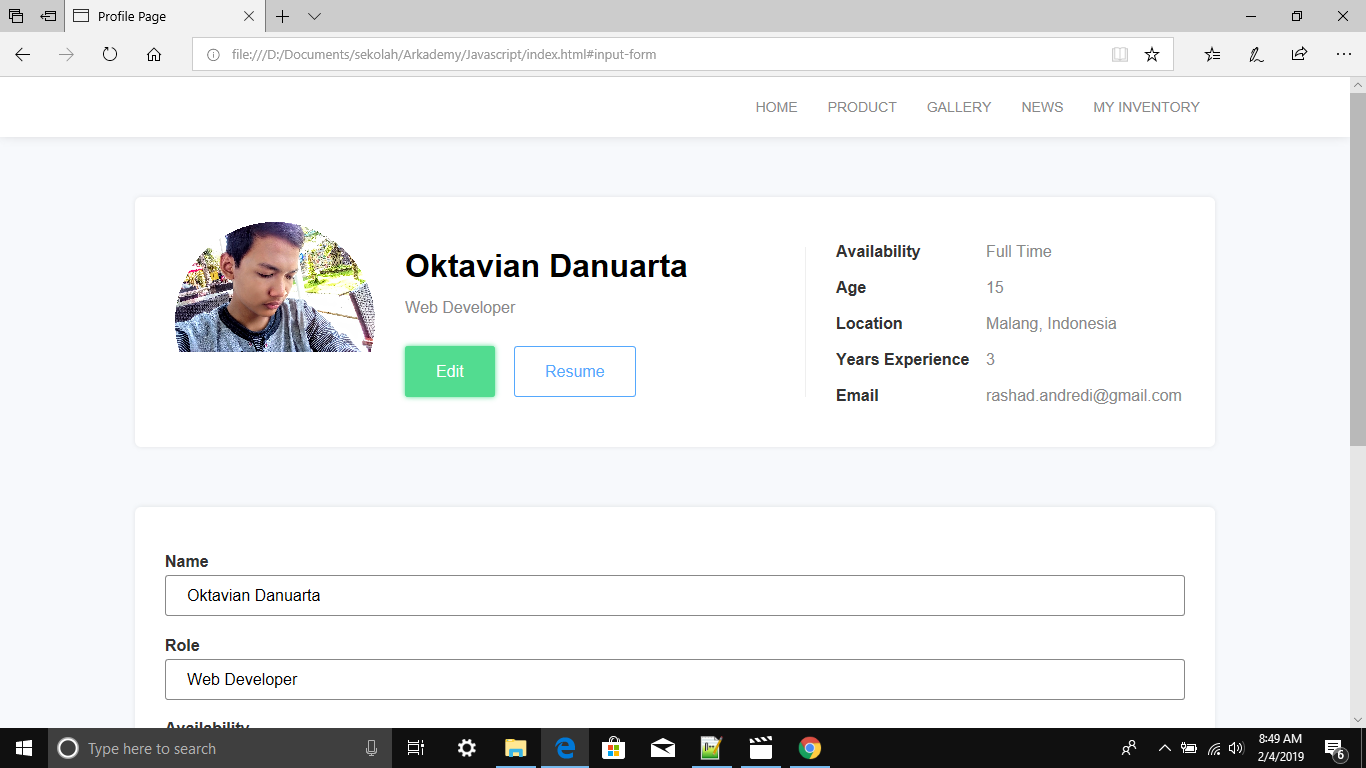 Profile Page
file:///D:/Documents/sekolah/Arkademy/Javascript/index.html#input-form
HOME PRODUCT GALLERY NEWS MY INVENTORY
Oktavian Danuarta
Web Developer
Edit Resume
Availability Full Time
Age 15
Location Malang, Indonesia
Years Experience 3
Email rashad.andredi@gmail.com
Name
Oktavian Danuarta
Role
Web Developer
Availability
Type here to search
8:49 AM
2/4/2019
6